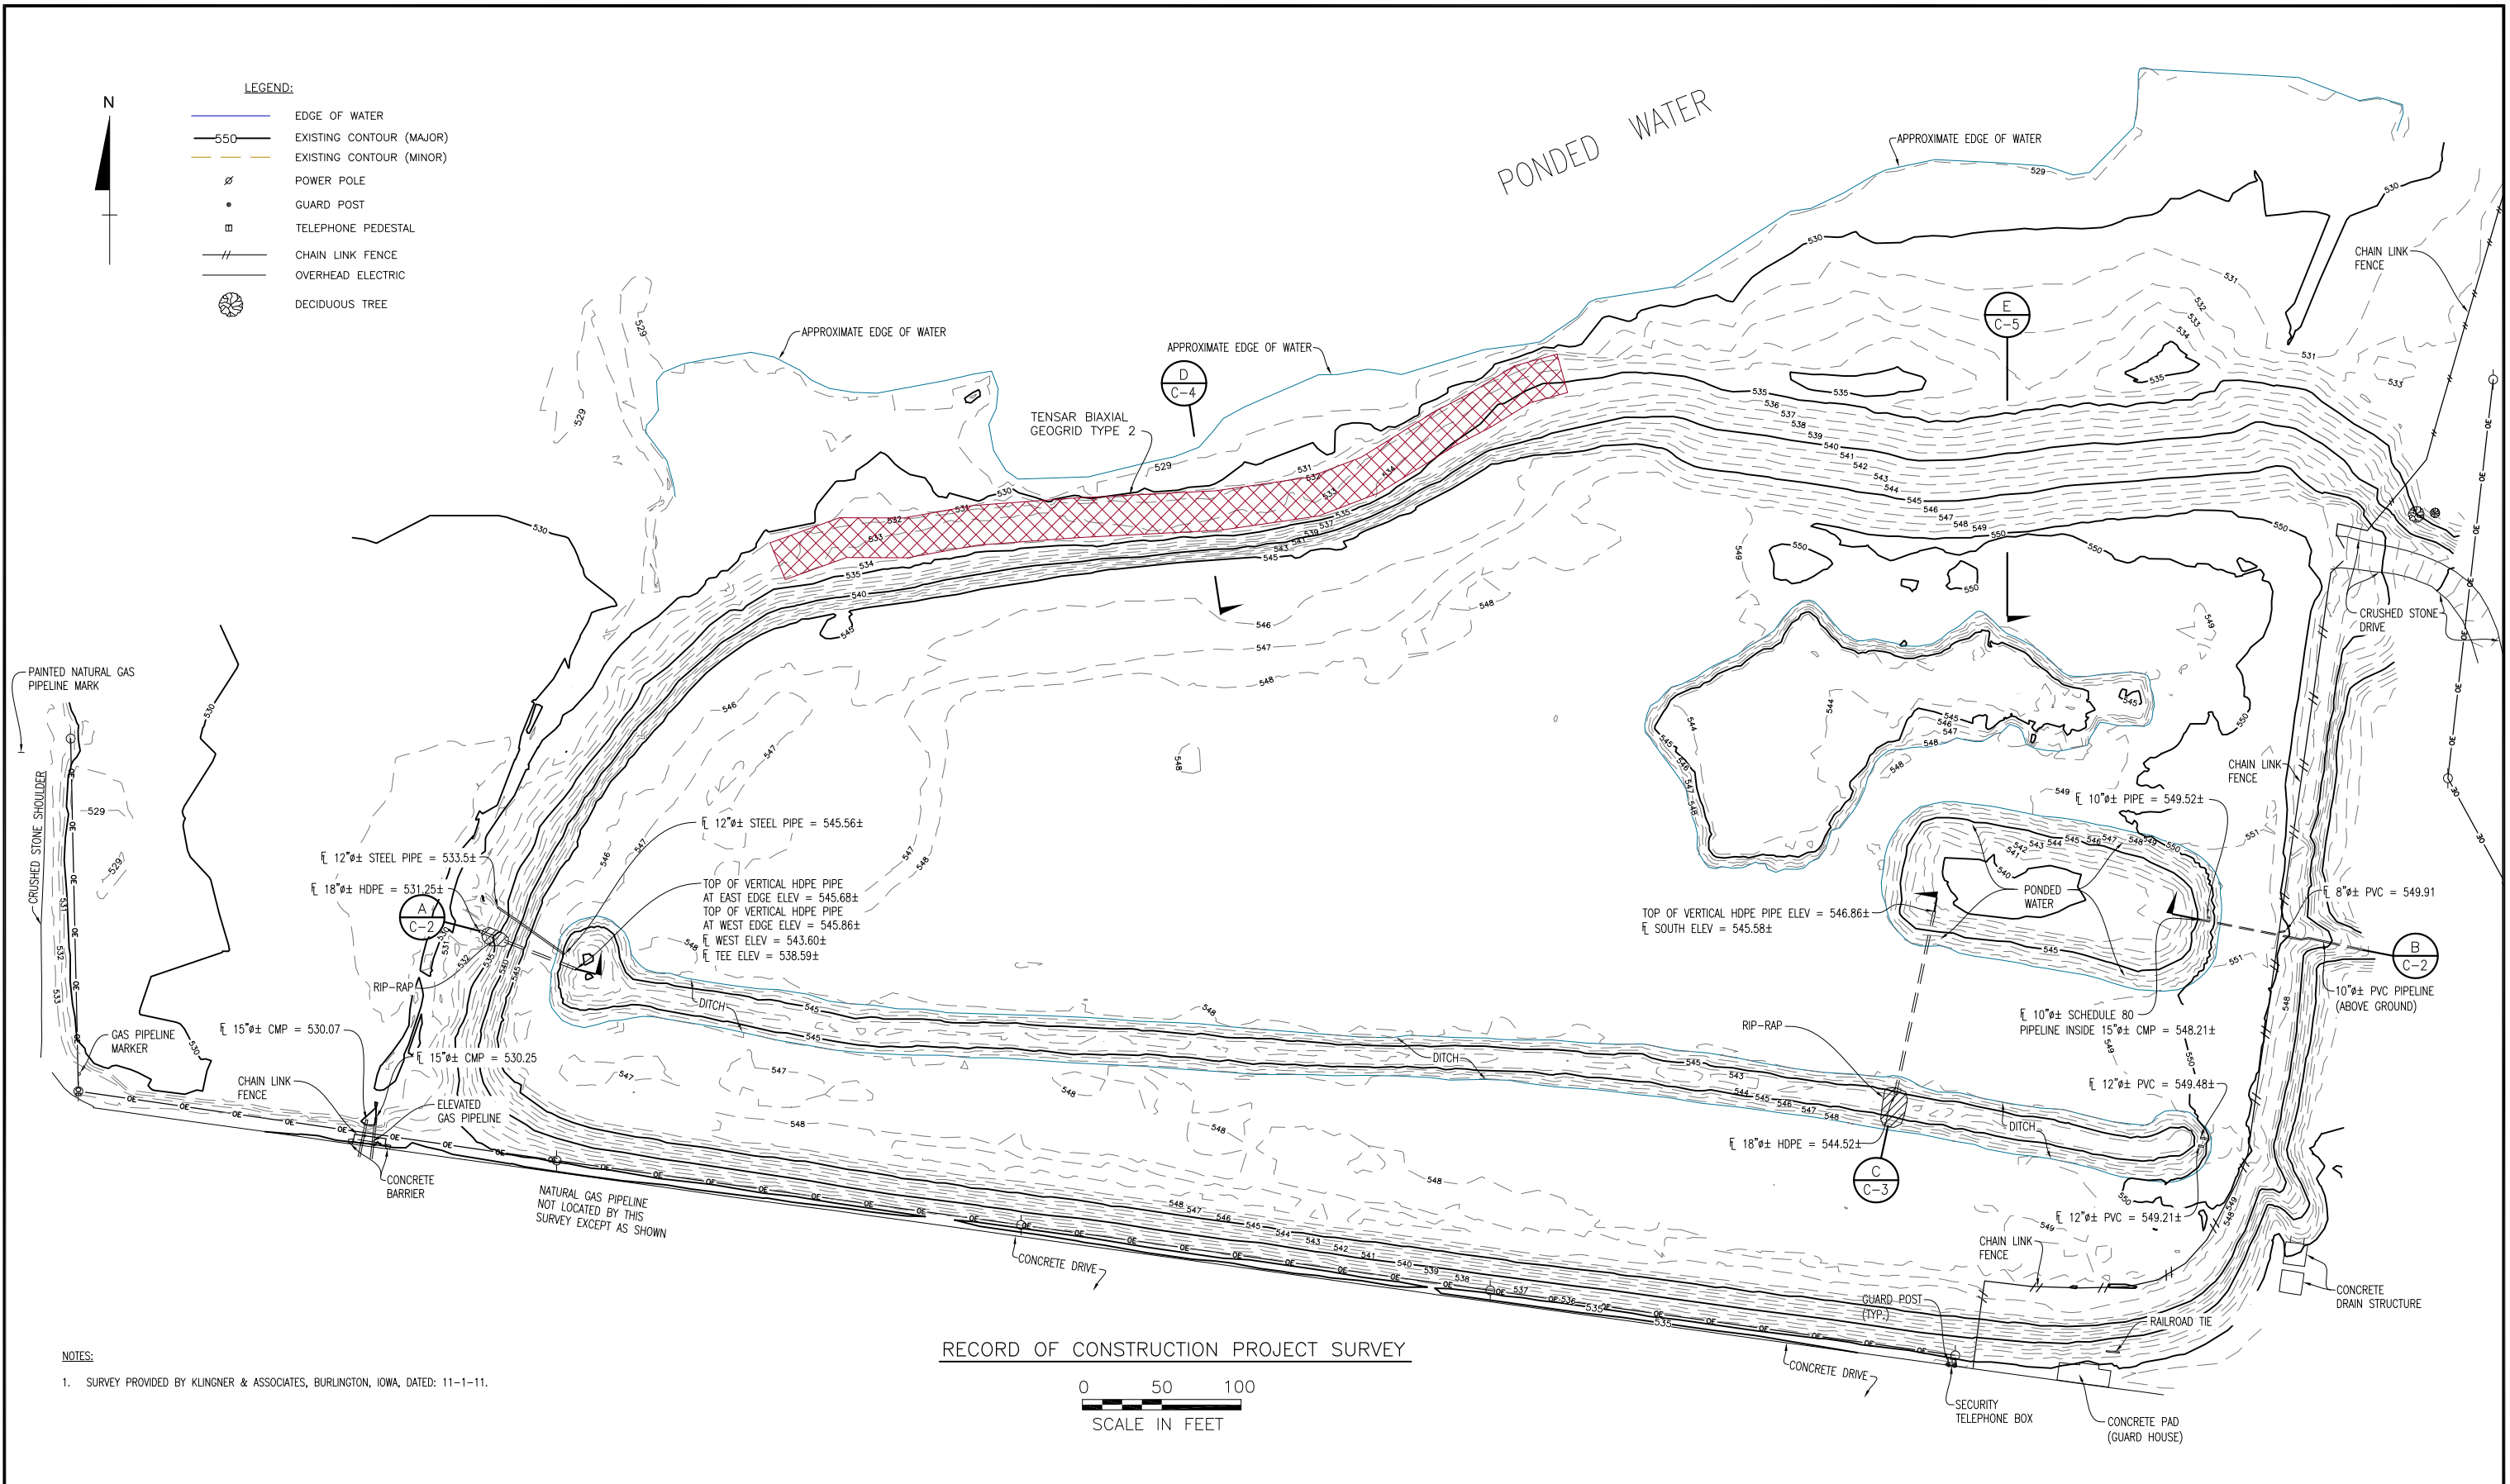 N
LEGEND:
EDGE OF WATER
550
EXISTING CONTOUR (MAJOR)
EXISTING CONTOUR (MINOR)
POWER POLE
GUARD POST
TELEPHONE PEDESTAL
CHAIN LINK FENCE
OVERHEAD ELECTRIC
DECIDUOUS TREE
PONDED WATER
APPROXIMATE EDGE OF WATER
APPROXIMATE EDGE OF WATER
APPROXIMATE EDGE OF WATER
CHAIN LINK
FENCE
E
C-5
D
C-4
TENSAR BIAXIAL
GEOGRID TYPE 2
CRUSHED STONE
DRIVE
PAINTED NATURAL GAS
PIPELINE MARK
CRUSHED STONE SHOULDER
CHAIN LINK
FENCE
℄ 10"ø± PIPE = 549.52±
℄ 12"ø± STEEL PIPE = 545.56±
℄ 12"ø± STEEL PIPE = 533.5±
℄ 18"ø± HDPE = 531.25±
A
C-2
TOP OF VERTICAL HDPE PIPE
AT EAST EDGE ELEV = 545.68±
TOP OF VERTICAL HDPE PIPE
AT WEST EDGE ELEV = 545.86±
℄ WEST ELEV = 543.60±
℄ TEE ELEV = 538.59±
PONDED
WATER
℄ 8"ø± PVC = 549.91
TOP OF VERTICAL HDPE PIPE ELEV = 546.86±
℄ SOUTH ELEV = 545.58±
B
C-2
10"ø± PVC PIPELINE
(ABOVE GROUND)
RIP-RAP
DITCH
℄ 10"ø± SCHEDULE 80
PIPELINE INSIDE 15"ø± CMP = 548.21±
RIP-RAP
℄ 15"ø± CMP = 530.07
GAS PIPELINE
MARKER
℄ 15"ø± CMP = 530.25
DITCH
CHAIN LINK
FENCE
ELEVATED
GAS PIPELINE
℄ 12"ø± PVC = 549.48±
DITCH
℄ 18"ø± HDPE = 544.52±
C
C-3
CONCRETE
BARRIER
NATURAL GAS PIPELINE
NOT LOCATED BY THIS
SURVEY EXCEPT AS SHOWN
℄ 12"ø± PVC = 549.21±
CHAIN LINK
FENCE
CONCRETE DRIVE
CONCRETE
DRAIN STRUCTURE
GUARD POST
(TYP.)
RAILROAD TIE
CONCRETE DRIVE
SECURITY
TELEPHONE BOX
CONCRETE PAD
(GUARD HOUSE)
RECORD OF CONSTRUCTION PROJECT SURVEY
0 50 100
SCALE IN FEET
NOTES:
1. SURVEY PROVIDED BY KLINGNER & ASSOCIATES, BURLINGTON, IOWA, DATED: 11-1-11.